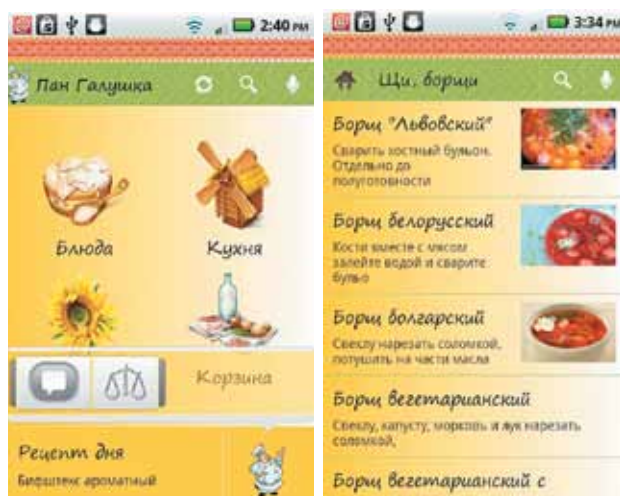 2:40 PM
Пан Галушка
Блюда
Кухня
Корзина
Рецепт дня
Бифштекс ароматный
3:34 PM
Щи, борщи
Борщ "Львовский"
Сварить костный бульон.
Отдельно до
полуготовности
Борщ белорусский
Кости вместе с мясом
залейте водой и сварите
бульо
Борщ болгарский
Свеклу нарезать соломкой,
потушить на части масла
Борщ вегетарианский
Свеклу, капусту, морковь и лук нарезать
соломкой,
Борщ вегетарианский с